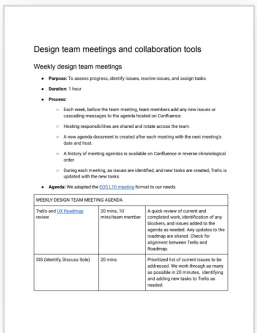 Design team meetings and collaboration tools
Weekly design team meetings
● Purpose: To assess progress, identify issues, resolve issues, and assign tasks.
● Duration: 1 hour
● Process:
○ Each week, before the team meeting, team members add any new issues or
cascading messages to the agenda hosted on Confluence.
○ Hosting responsibilities are shared and rotate across the team.
○ A new agenda document is created after each meeting with the next meeting's
date and host.
○ A history of meeting agendas is available on Confluence in reverse chronological
order.
○ During each meeting, as issues are identified, and new tasks are created, Trello is
updated with the new tasks.
● Agenda: We adapted the EOS L10 meeting format to our needs.
WEEKLY DESIGN TEAM MEETING AGENDA
Trello and UX Roadmap
review
20 mins, 10
mins/team member
A quick review of current and
completed work, identification of any
blockers, and issues added to the
agenda as needed. Any updates to the
roadmap are shared. Check for
alignment between Trello and
Roadmap.
IDS (Identify, Discuss Solve)
20 mins
Prioritized list of current issues to be
addressed. We work through as many
as possible in 20 minutes, identifying
and adding new tasks to Trello as
needed.